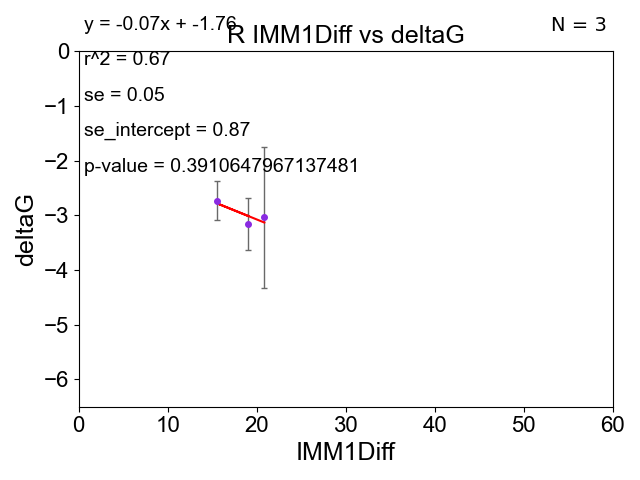 y = -0.07x + -1.76
N = 3
R IMM1Diff vs deltaG
r^2 = 0.67
se = 0.05
se_intercept = 0.87
p-value = 0.3910647967137481
deltaG
0
−1
−2
−3
−4
−5
−6
0 10 20 30 40 50 60
IMM1Diff